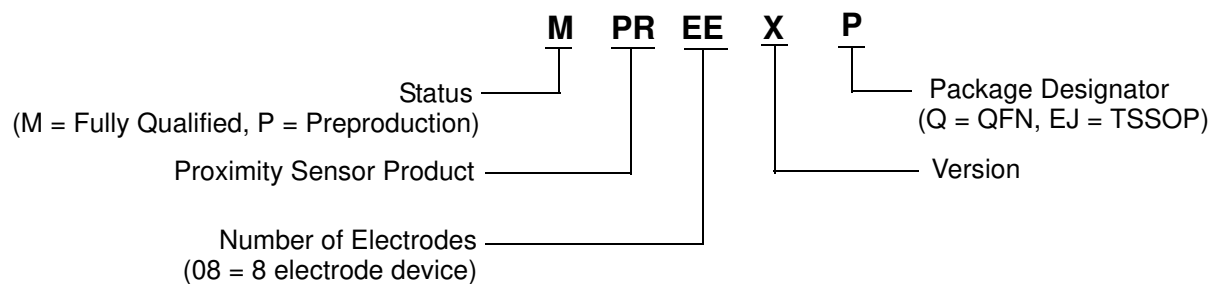 M PR EE X P
Status
(M = Fully Qualified, P = Preproduction)
Package Designator
(Q = QFN, EJ = TSSOP)
Proximity Sensor Product
Version
Number of Electrodes
(08 = 8 electrode device)